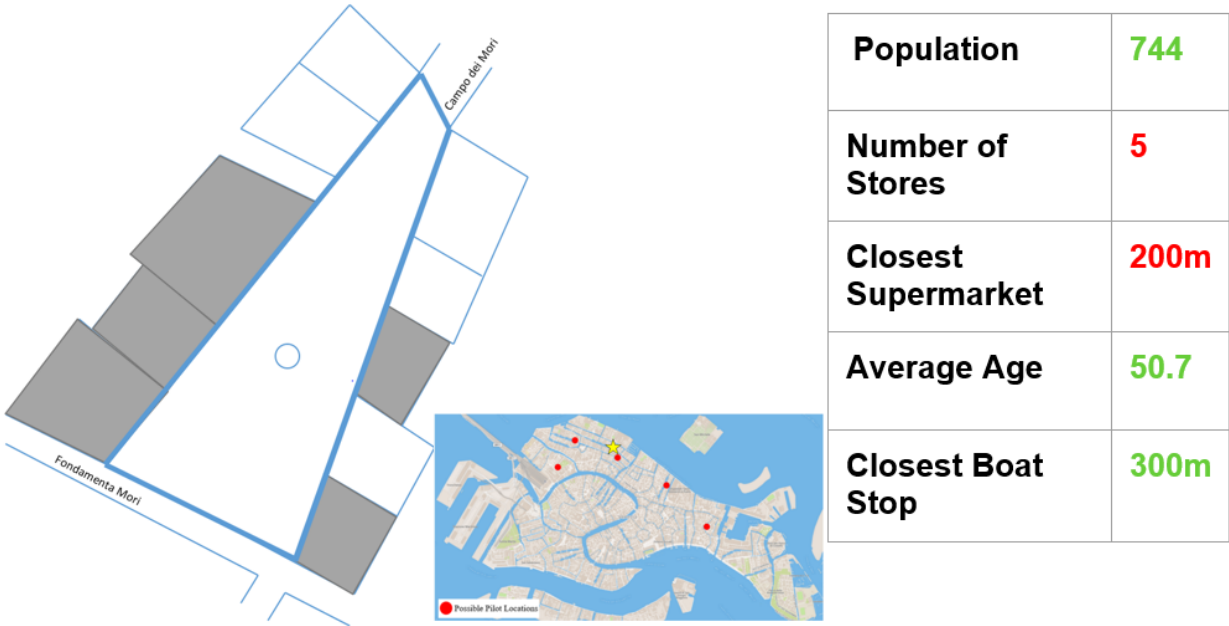 Campo dei Mori
Fondamenta Mori
Possible Pilot Locations
Population 744
Number of
Stores
5
Closest
Supermarket
200m
Average Age 50.7
Closest Boat
Stop
300m